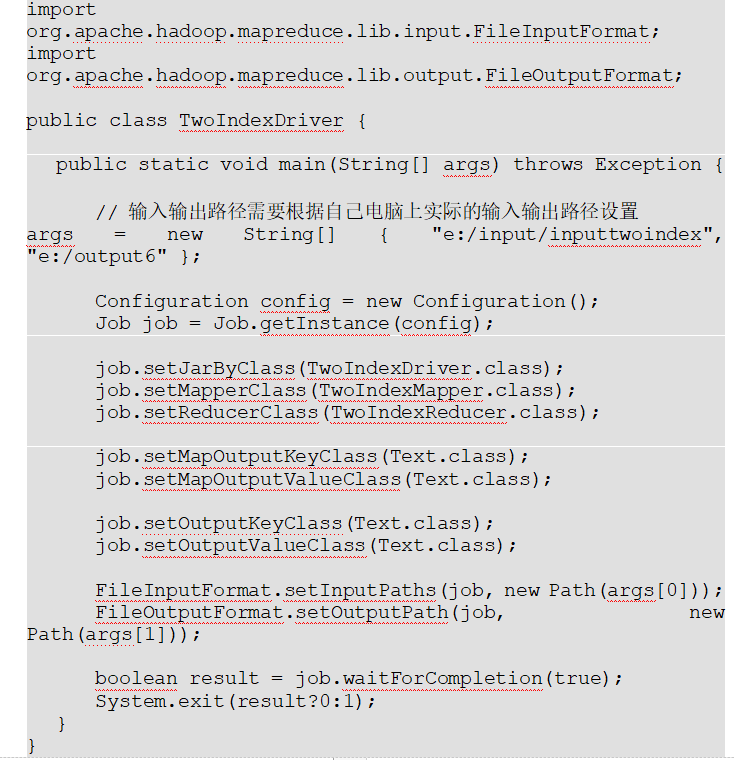 import
org.apache.hadoop.mapreduce.lib.input.FileInputFormat;
import
org.apache.hadoop.mapreduce.lib.output.FileOutputFormat;
public class TwoIndexDriver {
public static void main(String[] args) throws Exception {
// 输入输出路径需要根据自己电脑上实际的输入输出路径设置
args = new String[] { "e:/input/inputtwoindex",
"e:/output6" };
Configuration config = new Configuration();
Job job = Job.getInstance(config);
job.setJarByClass(TwoIndexDriver.class);
job.setMapperClass(TwoIndexMapper.class);
job.setReducerClass(TwoIndexReducer.class);
job.setMapOutputKeyClass(Text.class);
job.setMapOutputValueClass(Text.class);
job.setOutputKeyClass(Text.class);
job.setOutputValueClass(Text.class);
FileInputFormat.setInputPaths(job, new Path(args[0]));
FileOutputFormat.setOutputPath(job, new
Path(args[1]));
boolean result = job.waitForCompletion(true);
System.exit(result?0:1);
}
}